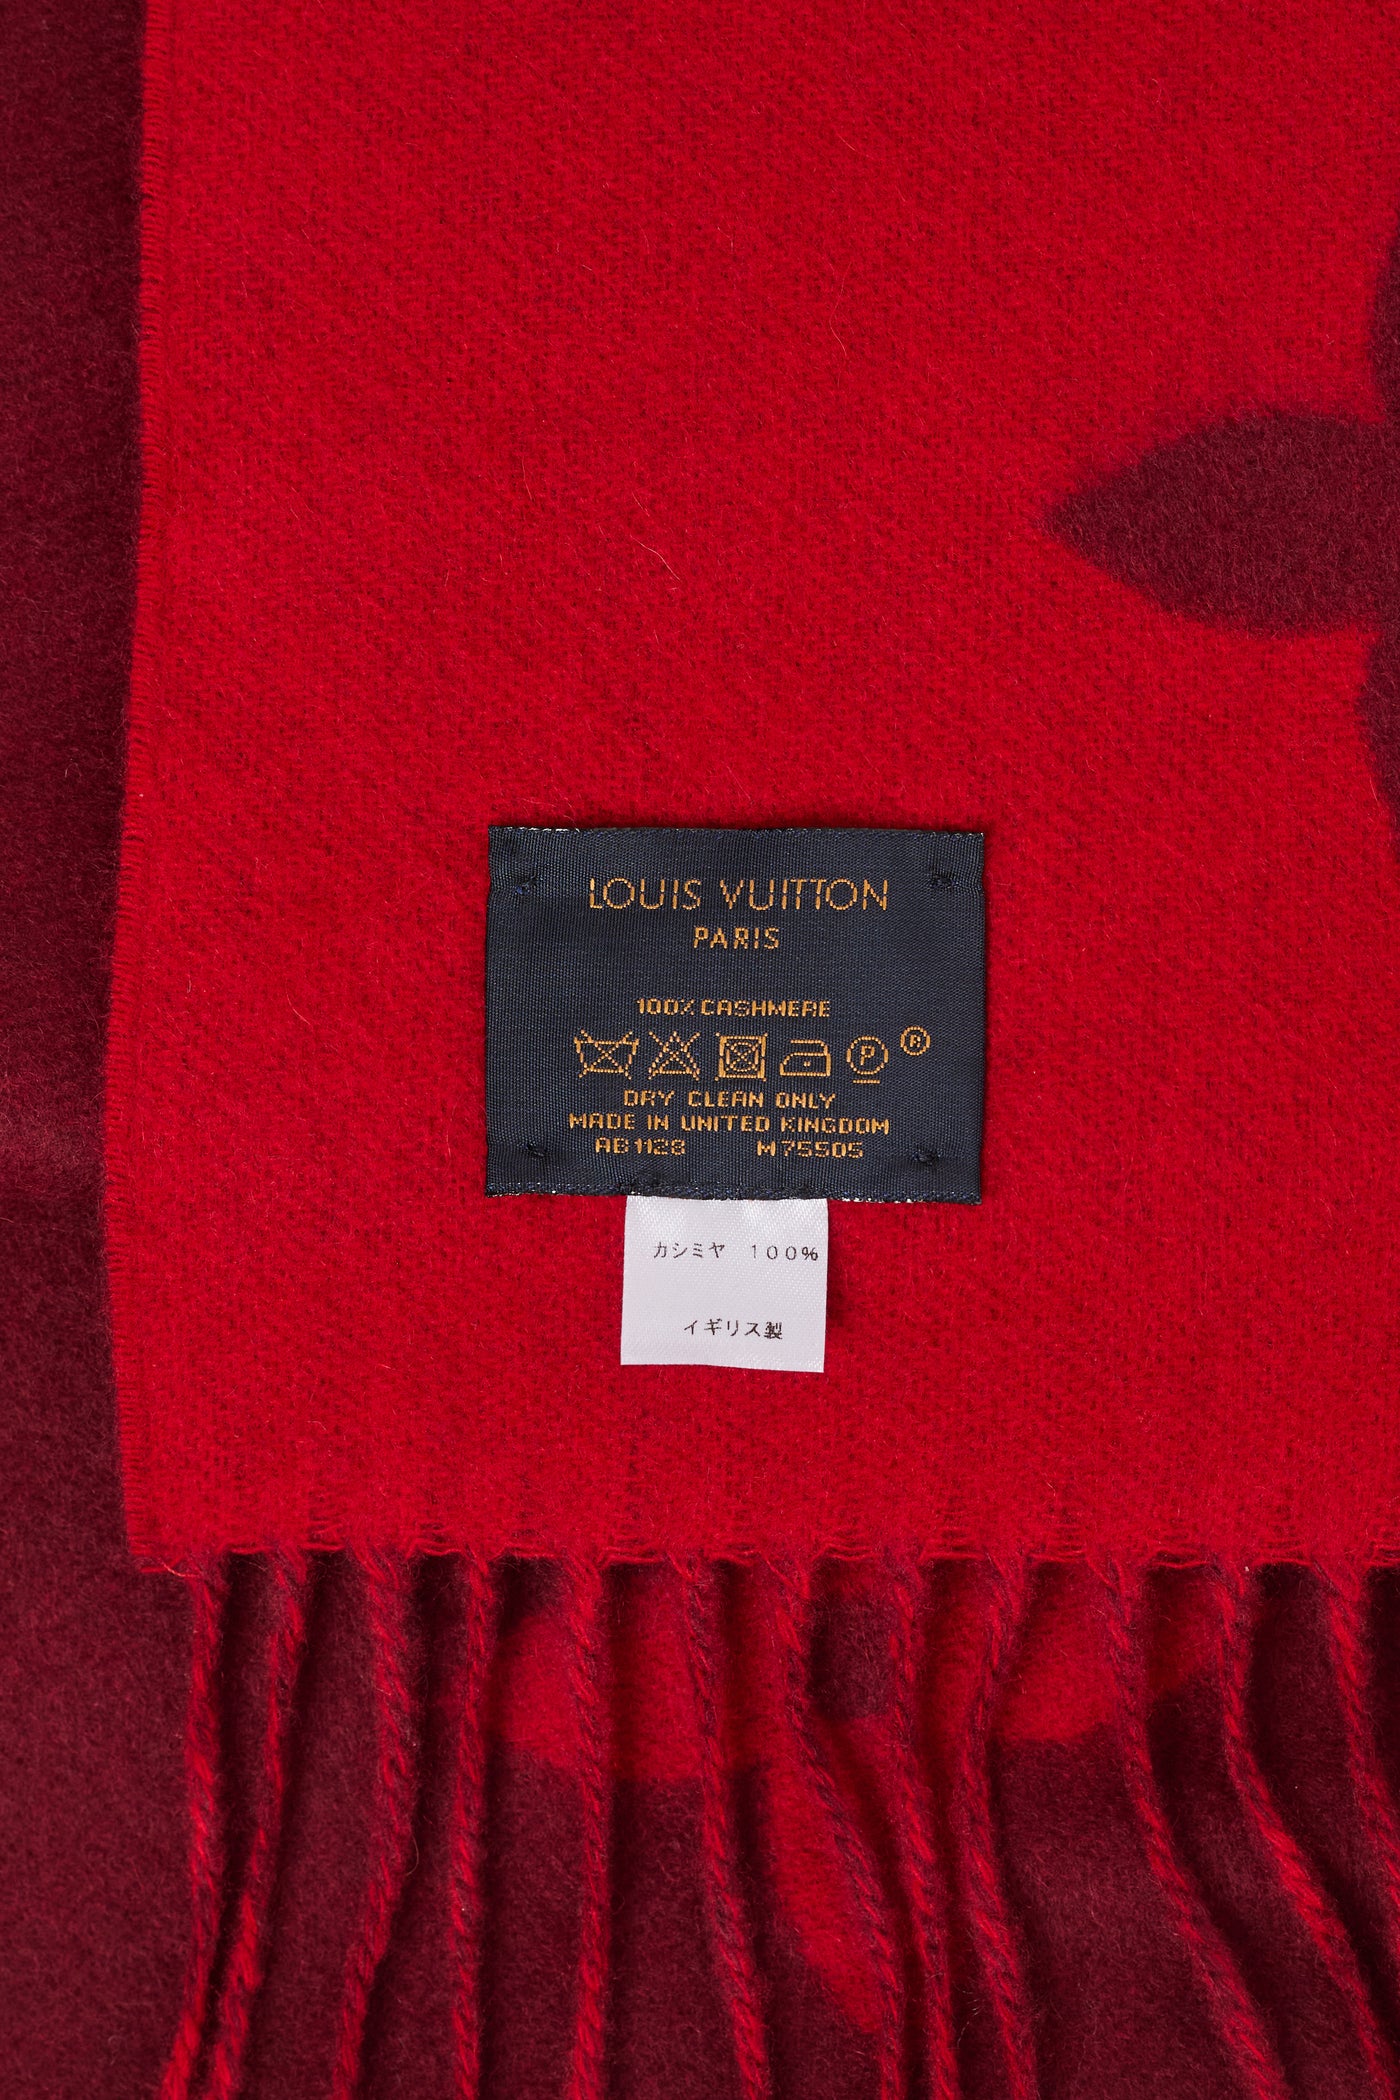 LOUIS VUITTON
PARIS
100% CASHMERE
P ®
DRY CLEAN ONLY
MADE IN UNITED KINGDOM
AB1128 M75505
カシミヤ 100%
イギリス製